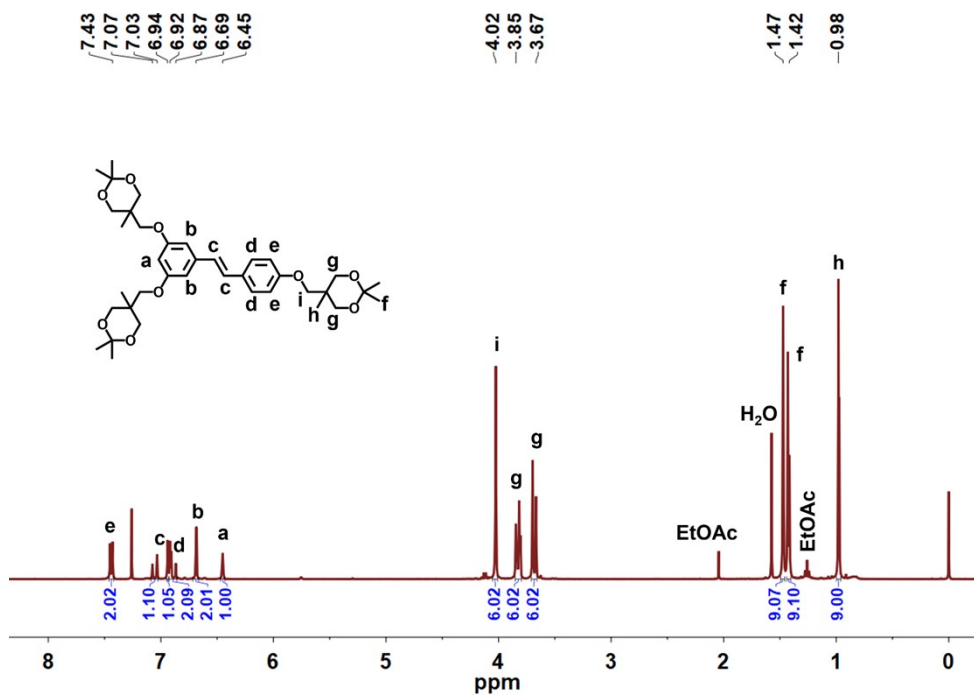 7.43 7.07 7.03 6.94 6.92 6.87 6.69 6.45 4.02 3.85 3.67 1.47 1.42 0.98
O O
O
b
a
b
c
c
d
e
d
e
O
i
g
O
O
g
h
f
O
O O
e
c
d
b
a
i
g
g
EtOAc
H2O
f
f
EtOAc
h
2.02 1.10 1.05 2.09 2.01 1.00 6.02 6.02 6.02 9.07 9.10 9.00
8 7 6 5 4 3 2 1 0
ppm